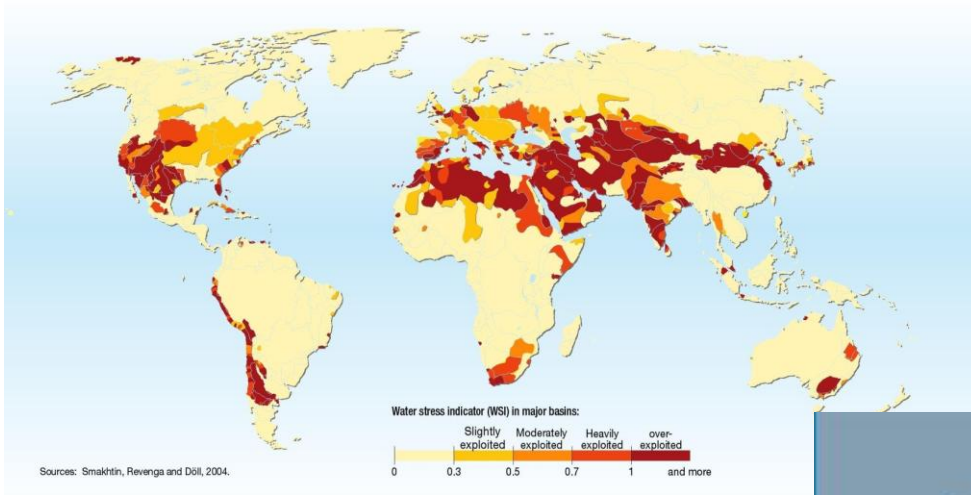 Water stress indicator (WSI) in major basins:
Slightly exploited
Moderately exploited
Heavily exploited
over-exploited
0 0.3 0.5 0.7 1 and more
Sources: Smakhtin, Revenga and Döll, 2004.